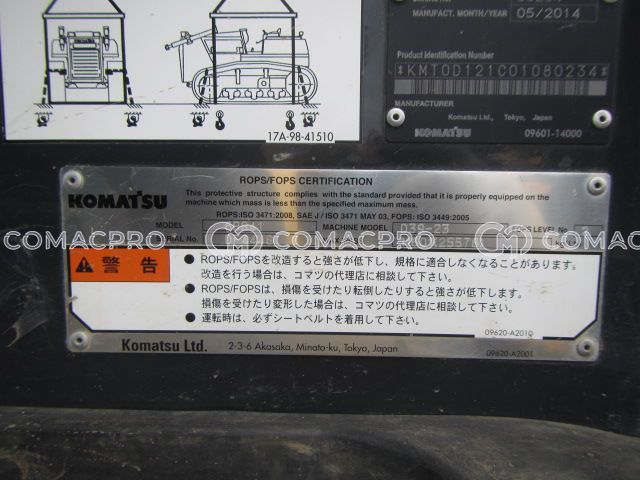 MANUFACT. MONTH/YEAR 05/2014
Product Identification Number
*KMT0D121C01080234*
MANUFACTURER
Komatsu Ltd., Tokyo, Japan
KOMATSU 09601-14000
17A-98-41510
ROPS/FOPS CERTIFICATION
KOMATSU
This protective structure complies with the standard provided that it is properly equipped on the
machine which mass is less than the specified maximum mass.
ROPS:ISO 3471:2008, SAE J / ISO 3471 MAY 03, FOPS: ISO 3449:2005
MODEL MACHINE MODEL D39-23 FOPS LEVEL No.
SERIAL No.
COMACPRO COMACPRO COMACPRO
警告
● ROPS/FOPSを改造すると強さが低下し、規格に適合しなくなることがあります。
改造を行う場合は、コマツの代理店に相談して下さい。
● ROPS/FOPSは、損傷を受けたり転倒したりすると強さが低下します。
損傷を受けたり変形した場合は、コマツの代理店に相談して下さい。
● 運転時は、必ずシートベルトを着用して下さい。
09620-A2010
Komatsu Ltd. 2-3-6 Akasaka, Minato-ku, Tokyo, Japan 09620-A2001
COMACPRO COMACPRO COMACPRO